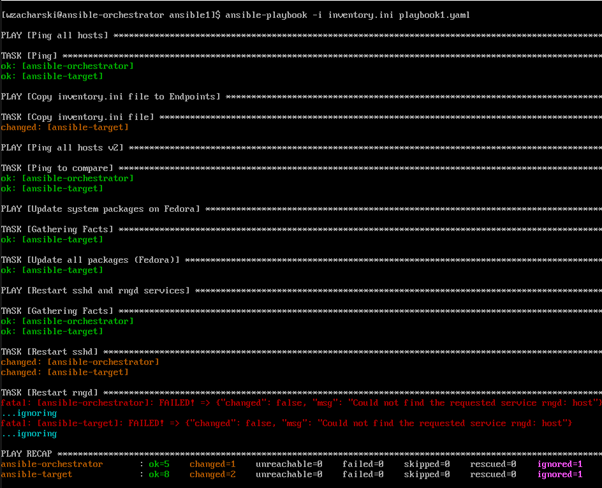 [wzacharski@ansible-orchestrator ansible1]$ ansible-playbook -i inventory.ini playbook1.yaml
PLAY [Ping all hosts] ****************************************************************
TASK [Ping] ****************************************************************
ok: [ansible-orchestrator]
ok: [ansible-target]
PLAY [Copy inventory.ini file to Endpoints] ****************************************************************
TASK [Copy inventory.ini file] ****************************************************************
changed: [ansible-target]
PLAY [Ping all hosts v2] ****************************************************************
TASK [Ping to compare] ****************************************************************
ok: [ansible-orchestrator]
ok: [ansible-target]
PLAY [Update system packages on Fedora] ****************************************************************
TASK [Gathering Facts] ****************************************************************
ok: [ansible-target]
TASK [Update all packages (Fedora)] ****************************************************************
ok: [ansible-target]
PLAY [Restart sshd and rngd services] ****************************************************************
TASK [Gathering Facts] ****************************************************************
ok: [ansible-orchestrator]
ok: [ansible-target]
TASK [Restart sshd] ****************************************************************
changed: [ansible-orchestrator]
changed: [ansible-target]
TASK [Restart rngd] ****************************************************************
fatal: [ansible-orchestrator]: FAILED! => {"changed": false, "msg": "Could not find the requested service rngd: host"}
...ignoring
fatal: [ansible-target]: FAILED! => {"changed": false, "msg": "Could not find the requested service rngd: host"}
...ignoring
PLAY RECAP ****************************************************************
ansible-orchestrator : ok=5 changed=1 unreachable=0 failed=0 skipped=0 rescued=0 ignored=1
ansible-target : ok=8 changed=2 unreachable=0 failed=0 skipped=0 rescued=0 ignored=1